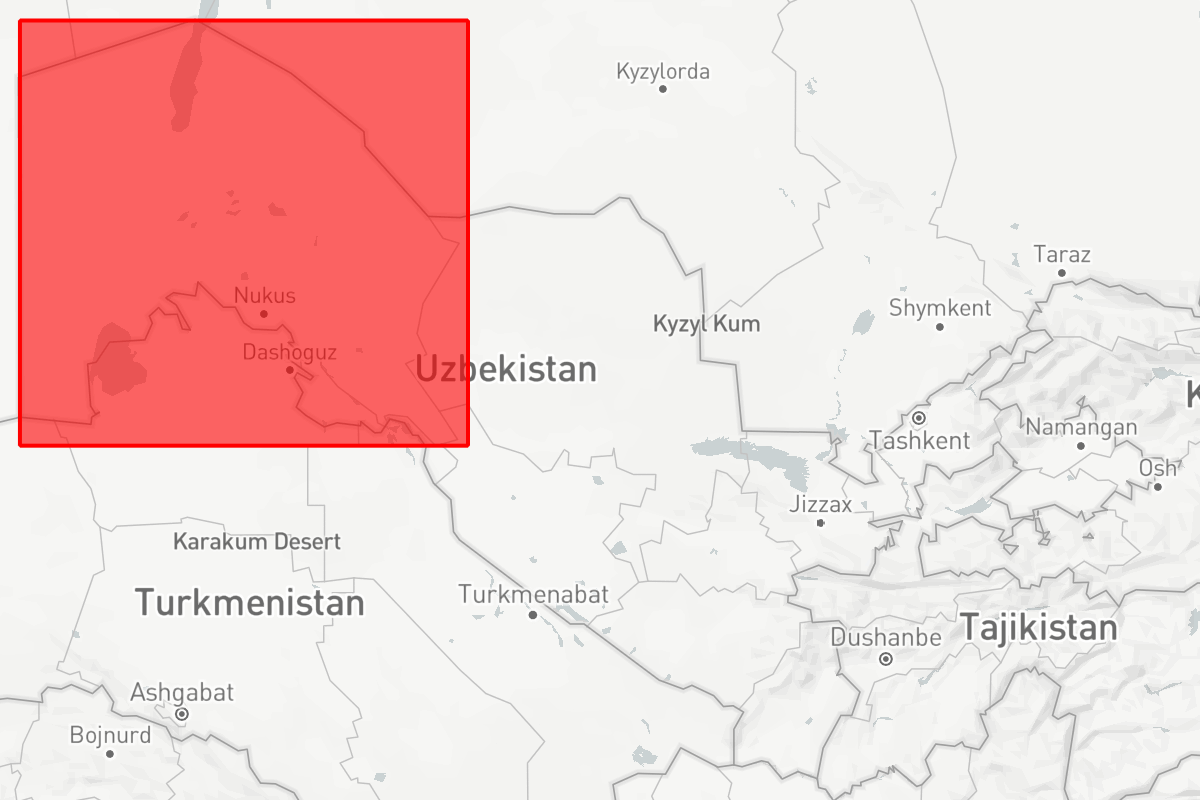 Kyzylorda
Taraz
Nukus
Shymkent
Kyzyl Kum
Dashoguz
Uzbekistan
K
Tashkent
Namangan
Osh
Jizzax
Karakum Desert
Turkmenistan
Turkmenabat
Tajikistan
Dushanbe
Ashgabat
Bojnurd